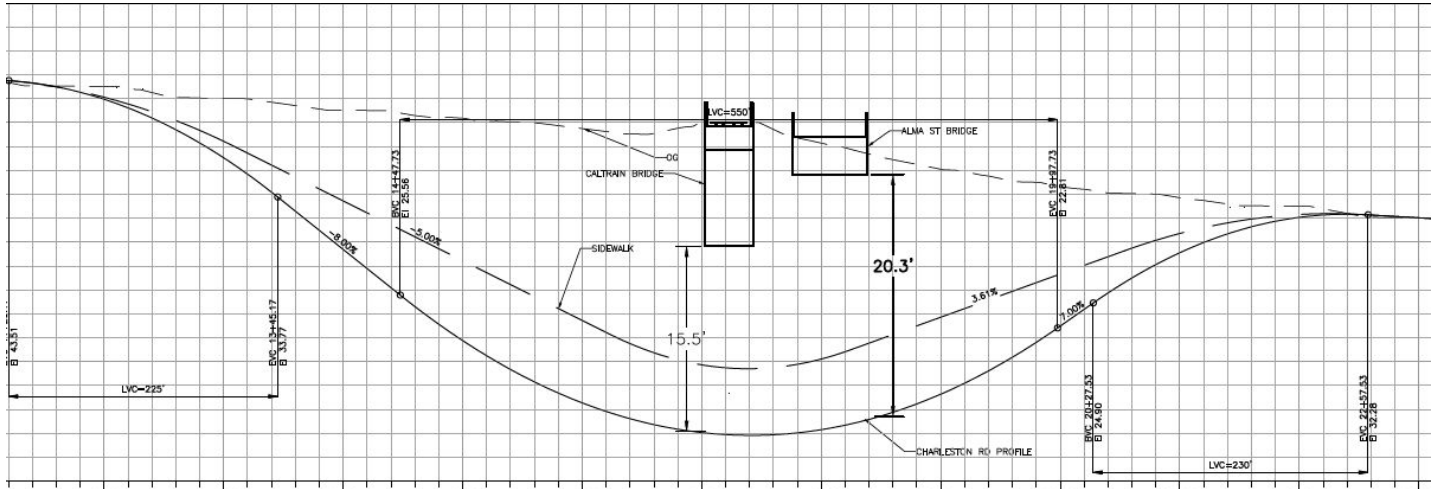 LVC=550'
ALMA ST BRIDGE
OG
CALTRAIN BRIDGE
BVC 14+47.73
El 25.56
EVC 19+97.73
El 22.81
-8.00%
-5.00%
SIDEWALK
20.3'
3.61%
7.00%
15.5'
El 43.51
EVC 13+45.17
El 33.77
LVC=225'
BVC 20+27.53
El 24.90
EVC 22+57.53
El 32.28
CHARLESTON RD PROFILE
LVC=230'